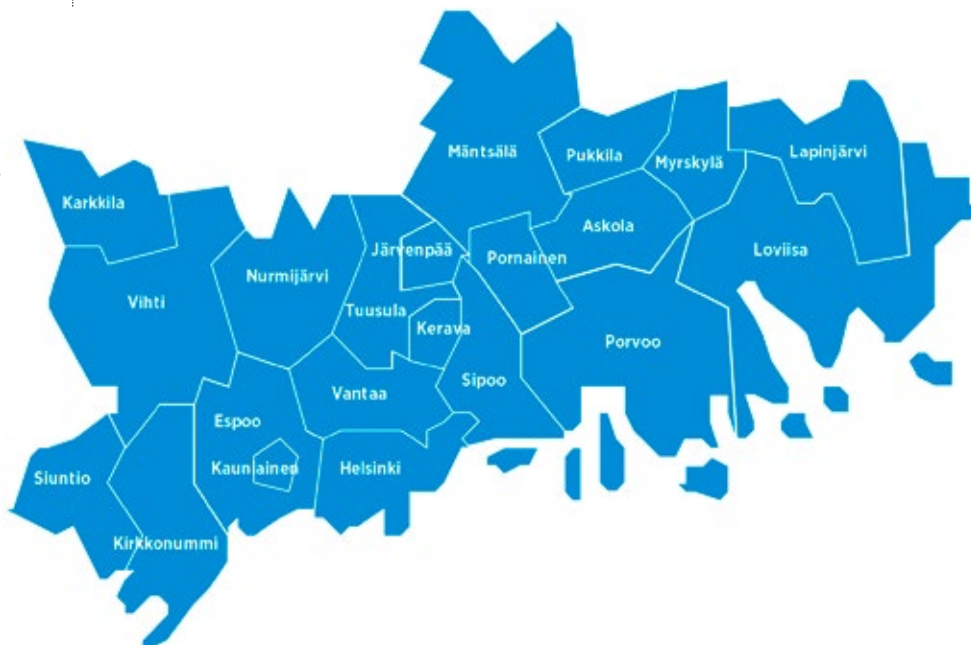 Mäntsälä
Pukkila
Myrskylä
Lapinjärvi
Karkkila
Askola
Järvenpää
Pornainen
Loviisa
Nurmijärvi
Vihti
Tuusula
Kerava
Porvoo
Sipoo
Vantaa
Espoo
Kauniainen
Helsinki
Siuntio
Kirkkonummi